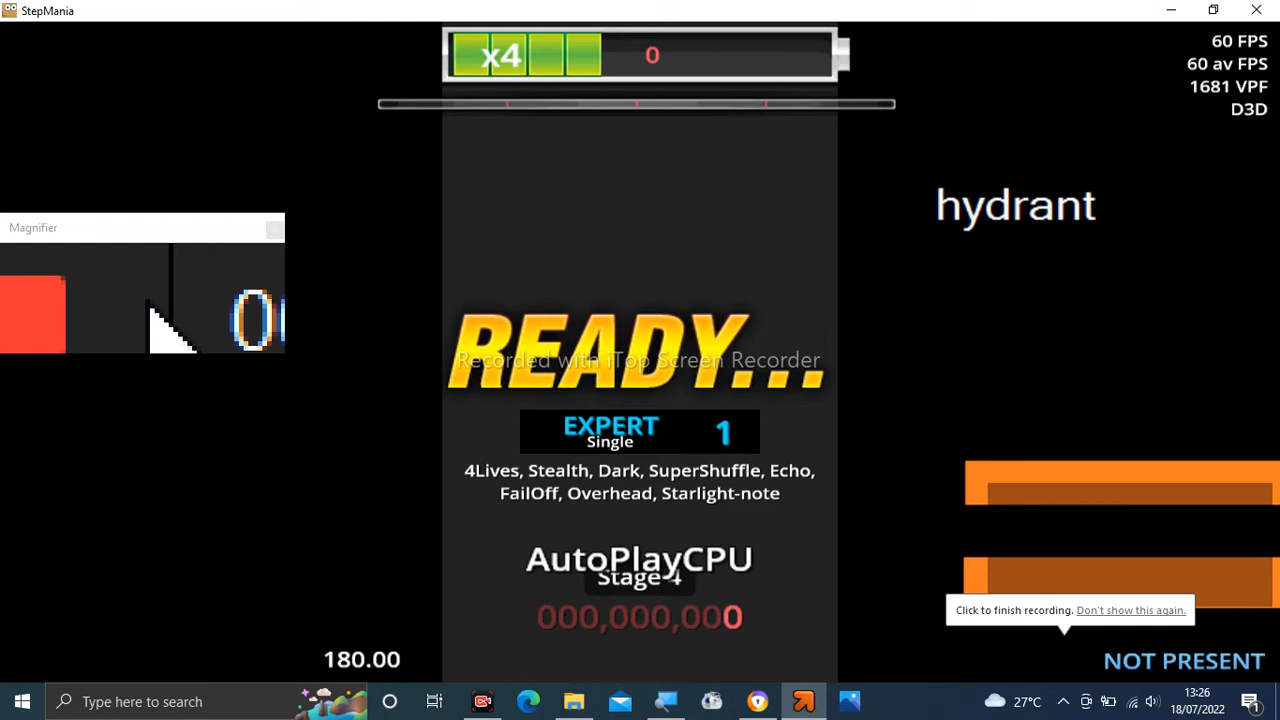 StepMania
60 FPS
60 av FPS
1681 VPF
D3D
x4
0
hydrant
Magnifier
READY...
Recorded with iTop Screen Recorder
EXPERT 1
Single
4Lives, Stealth, Dark, SuperShuffle, Echo,
FailOff, Overhead, Starlight-note
AutoPlayCPU
Stage 4
000,000,000
Click to finish recording. Don't show this again.
180.00
NOT PRESENT
Type here to search
27°C
13:26
18/07/2022
1